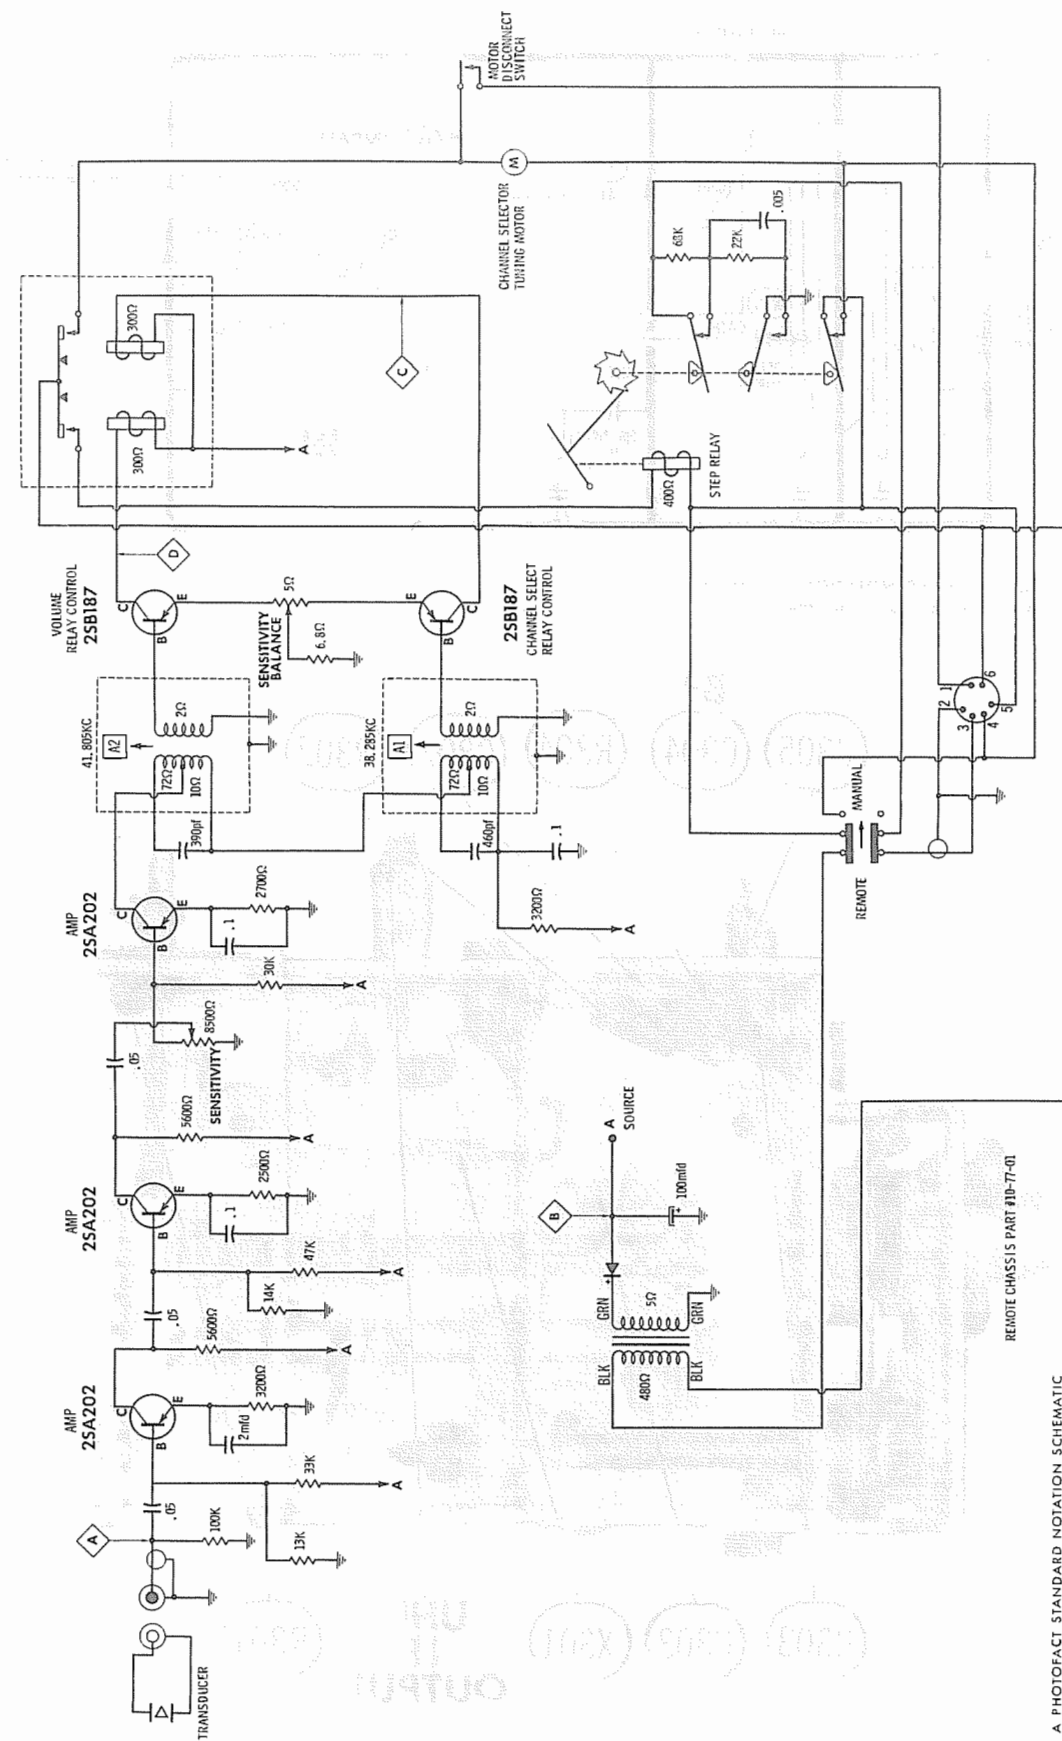 MOTOR
DISCONNECT
SWITCH
M
CHANNEL SELECTOR
TUNING MOTOR
68K
22K
.005
300Ω
300Ω
A
C
400Ω
STEP RELAY
D
VOLUME
RELAY CONTROL
2SB187
C
E
B
5Ω
SENSITIVITY
BALANCE
6.8Ω
E
C
B
2SB187
CHANNEL SELECT
RELAY CONTROL
41.805KC
A2
2Ω
72Ω
10Ω
390pf
38.285KC
A1
2Ω
72Ω
10Ω
460pf
.1
3200Ω
A
1
2
3
4
5
6
MANUAL
REMOTE
AMP
2SA202
C
E
B
.1
2700Ω
30K
A
.05
8500Ω
SENSITIVITY
5600Ω
A
AMP
2SA202
C
E
B
.1
2500Ω
47K
A
14K
.05
5600Ω
A
AMP
2SA202
C
E
B
2mfd
3200Ω
33K
A
13K
.05
100K
A
TRANSDUCER
A
SOURCE
B
100mfd
+
GRN
5Ω
GRN
BLK
480Ω
BLK
REMOTE CHASSIS PART #10-77-01
A PHOTOFACT STANDARD NOTATION SCHEMATIC